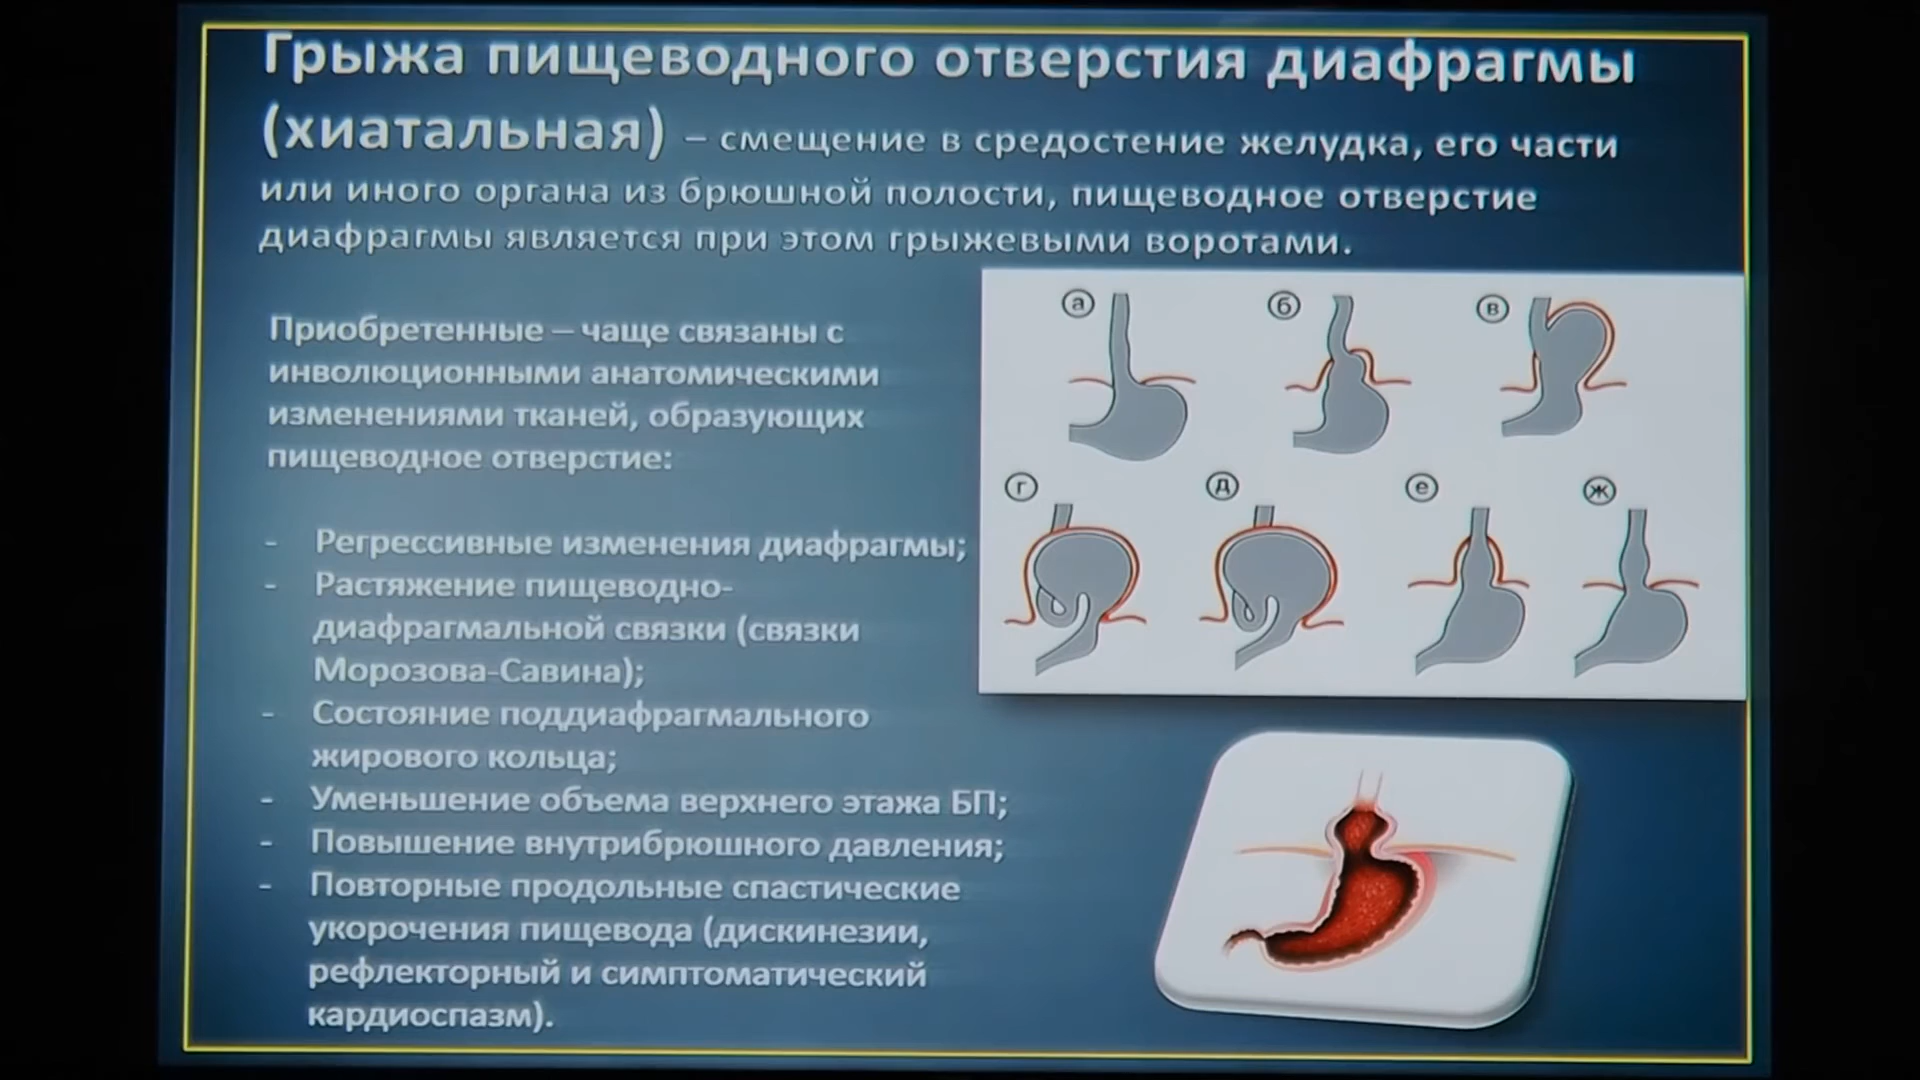 Грыжа пищеводного отверстия диафрагмы
(хиатальная) – смещение в средостение желудка, его части
или иного органа из брюшной полости, пищеводное отверстие
диафрагмы является при этом грыжевыми воротами.
Приобретенные – чаще связаны с
инволюционными анатомическими
изменениями тканей, образующих
пищеводное отверстие:
- Регрессивные изменения диафрагмы;
- Растяжение пищеводно-
диафрагмальной связки (связки
Морозова-Савина);
- Состояние поддиафрагмального
жирового кольца;
- Уменьшение объема верхнего этажа БП;
- Повышение внутрибрюшного давления;
- Повторные продольные спастические
укорочения пищевода (дискинезии,
рефлекторный и симптоматический
кардиоспазм).
а б в
г д е ж